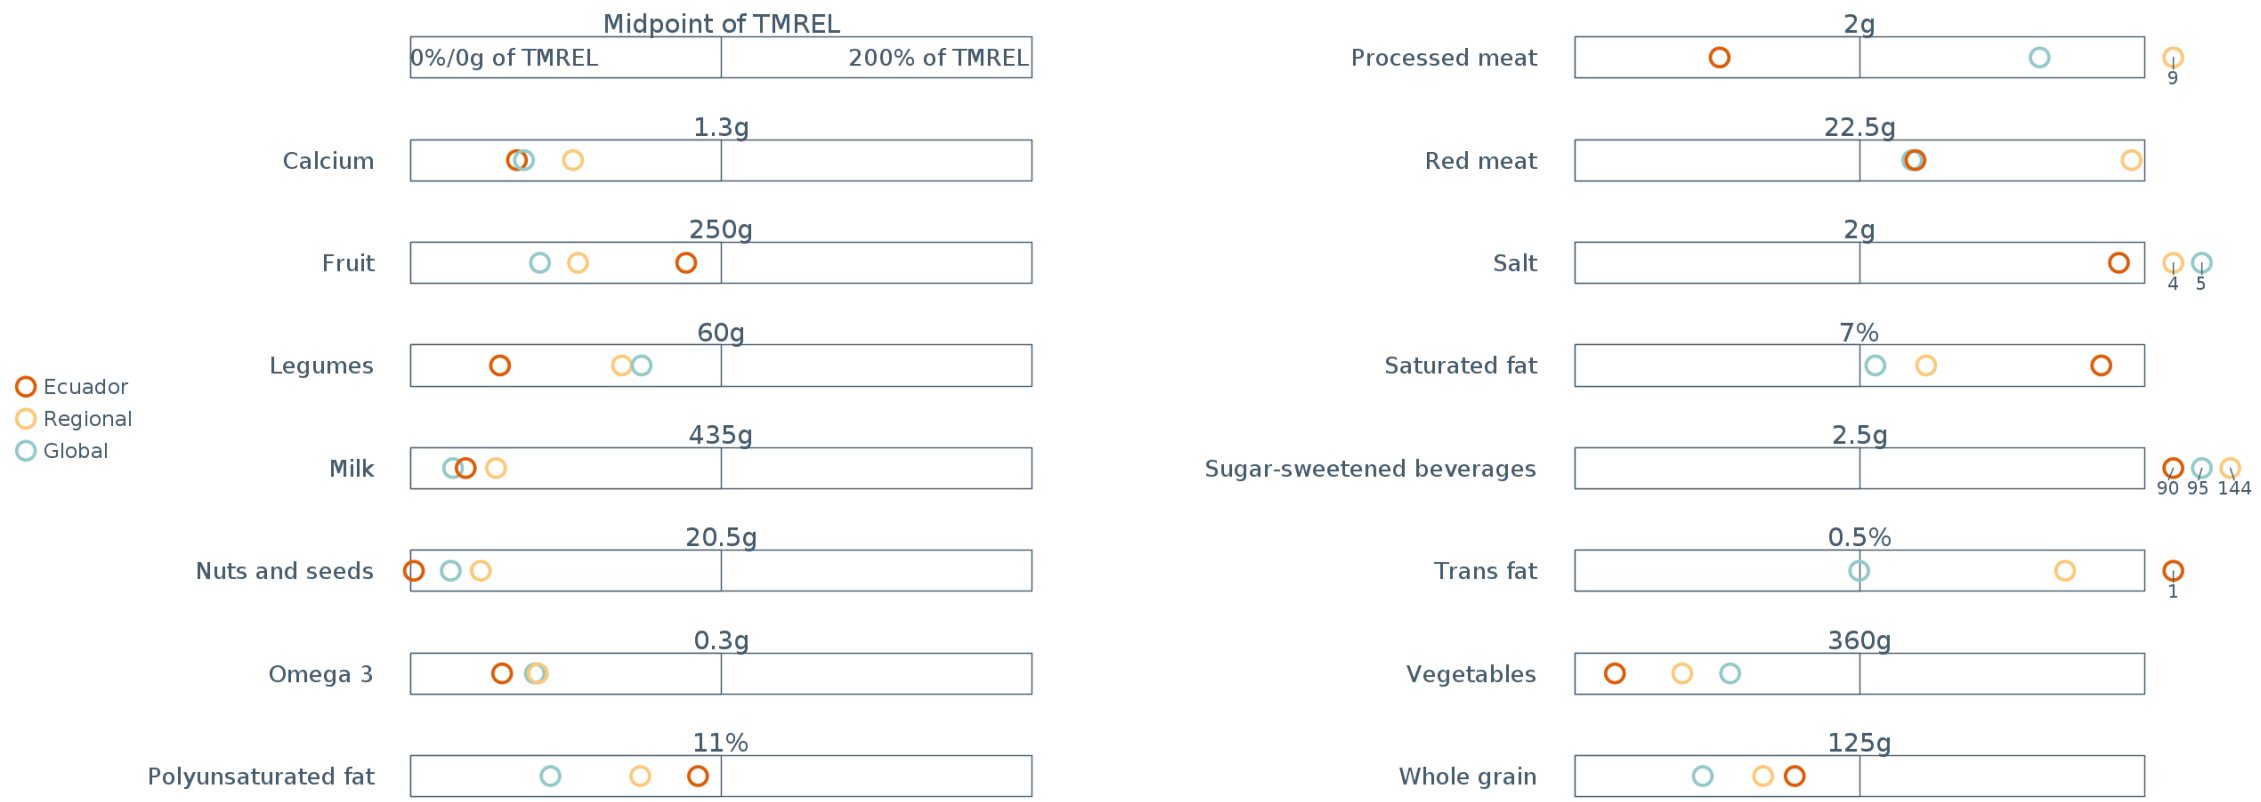 Midpoint of TMREL
0%/0g of TMREL
200% of TMREL
1.3g
Calcium
250g
Fruit
60g
Legumes
435g
Milk
20.5g
Nuts and seeds
0.3g
Omega 3
11%
Polyunsaturated fat
Ecuador
Regional
Global
2g
Processed meat
9
22.5g
Red meat
2g
Salt
4 5
7%
Saturated fat
2.5g
Sugar-sweetened beverages
90 95 144
0.5%
Trans fat
1
360g
Vegetables
125g
Whole grain